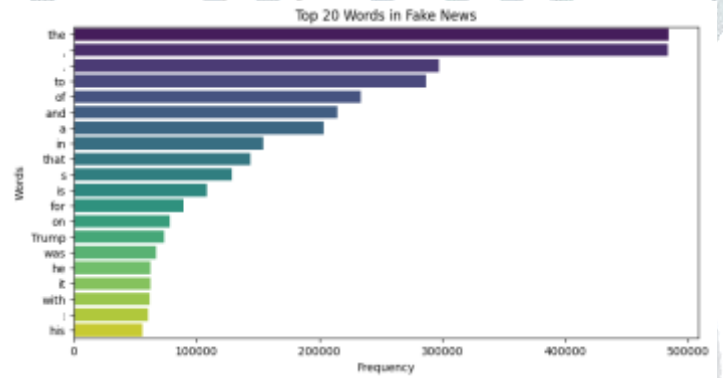 Top 20 Words in Fake News
the
,
.
to
of
and
a
in
that
s
is
for
on
Trump
was
he
it
with
:
his
Words
0 100000 200000 300000 400000 500000
Frequency